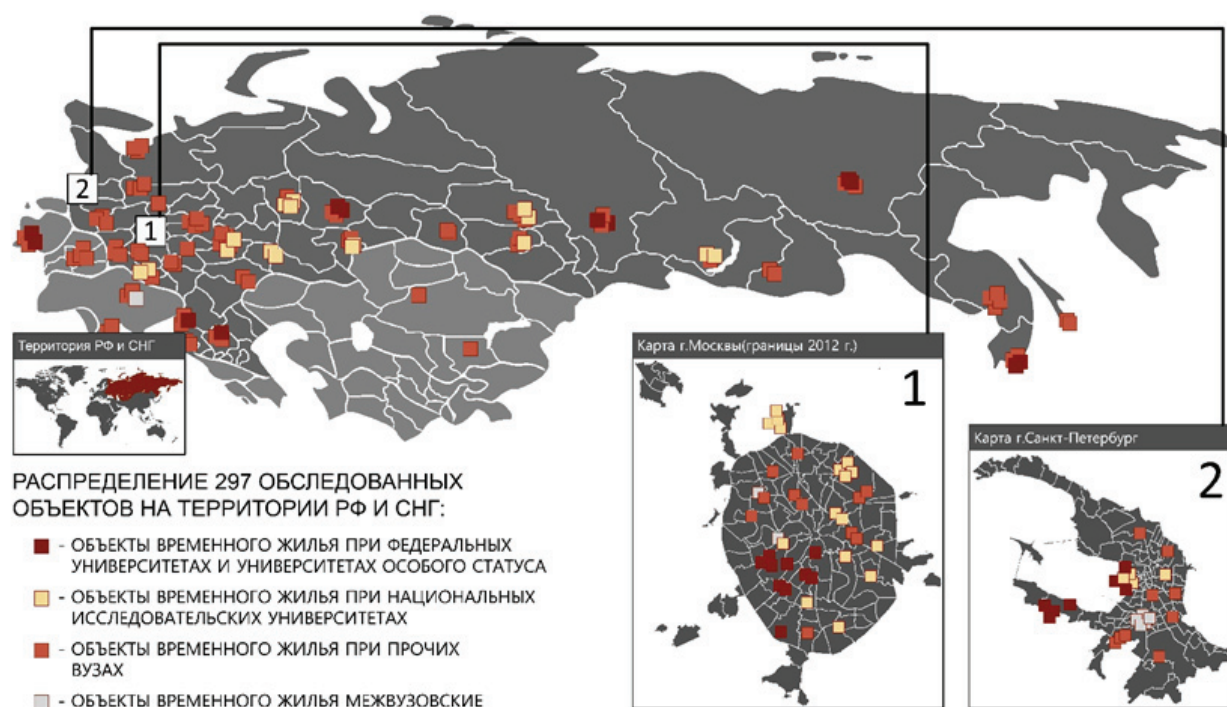 2
1
Территория РФ и СНГ
Карта г.Москвы(границы 2012 г.)
1
Карта г.Санкт-Петербург
2
РАСПРЕДЕЛЕНИЕ 297 ОБСЛЕДОВАННЫХ
ОБЪЕКТОВ НА ТЕРРИТОРИИ РФ И СНГ:
- ОБЪЕКТЫ ВРЕМЕННОГО ЖИЛЬЯ ПРИ ФЕДЕРАЛЬНЫХ
УНИВЕРСИТЕТАХ И УНИВЕРСИТЕТАХ ОСОБОГО СТАТУСА
- ОБЪЕКТЫ ВРЕМЕННОГО ЖИЛЬЯ ПРИ НАЦИОНАЛЬНЫХ
ИССЛЕДОВАТЕЛЬСКИХ УНИВЕРСИТЕТАХ
- ОБЪЕКТЫ ВРЕМЕННОГО ЖИЛЬЯ ПРИ ПРОЧИХ
ВУЗАХ
- ОБЪЕКТЫ ВРЕМЕННОГО ЖИЛЬЯ МЕЖВУЗОВСКИЕ